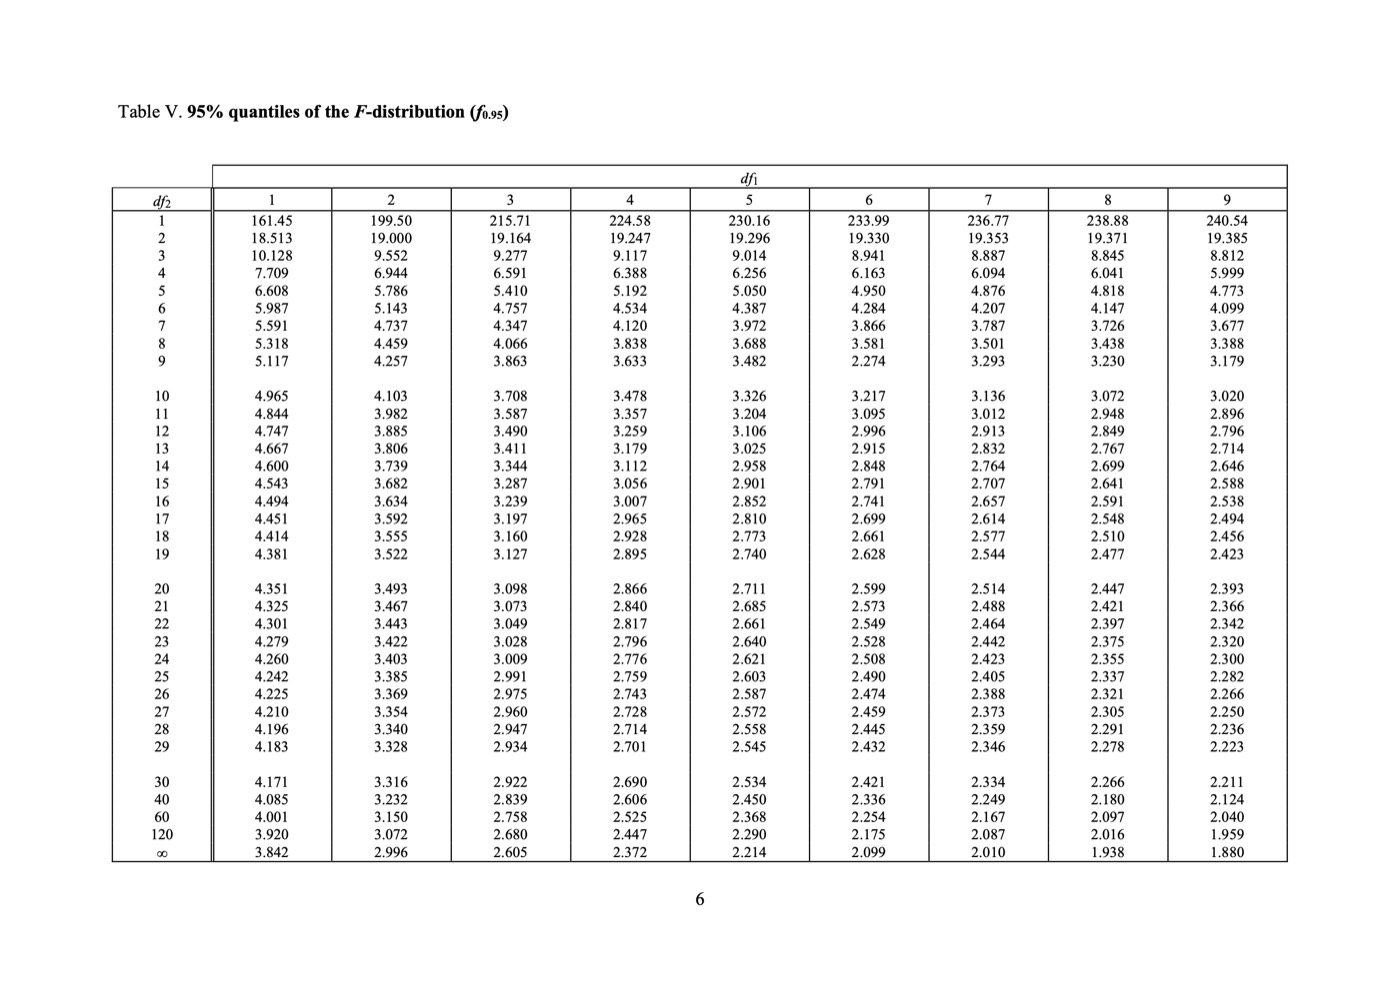 Table V. 95% quantiles of the F-distribution (f0.95)
df1
df2 1 2 3 4 5 6 7 8 9
1 161.45 199.50 215.71 224.58 230.16 233.99 236.77 238.88 240.54
2 18.513 19.000 19.164 19.247 19.296 19.330 19.353 19.371 19.385
3 10.128 9.552 9.277 9.117 9.014 8.941 8.887 8.845 8.812
4 7.709 6.944 6.591 6.388 6.256 6.163 6.094 6.041 5.999
5 6.608 5.786 5.410 5.192 5.050 4.950 4.876 4.818 4.773
6 5.987 5.143 4.757 4.534 4.387 4.284 4.207 4.147 4.099
7 5.591 4.737 4.347 4.120 3.972 3.866 3.787 3.726 3.677
8 5.318 4.459 4.066 3.838 3.688 3.581 3.501 3.438 3.388
9 5.117 4.257 3.863 3.633 3.482 2.274 3.293 3.230 3.179
10 4.965 4.103 3.708 3.478 3.326 3.217 3.136 3.072 3.020
11 4.844 3.982 3.587 3.357 3.204 3.095 3.012 2.948 2.896
12 4.747 3.885 3.490 3.259 3.106 2.996 2.913 2.849 2.796
13 4.667 3.806 3.411 3.179 3.025 2.915 2.832 2.767 2.714
14 4.600 3.739 3.344 3.112 2.958 2.848 2.764 2.699 2.646
15 4.543 3.682 3.287 3.056 2.901 2.791 2.707 2.641 2.588
16 4.494 3.634 3.239 3.007 2.852 2.741 2.657 2.591 2.538
17 4.451 3.592 3.197 2.965 2.810 2.699 2.614 2.548 2.494
18 4.414 3.555 3.160 2.928 2.773 2.661 2.577 2.510 2.456
19 4.381 3.522 3.127 2.895 2.740 2.628 2.544 2.477 2.423
20 4.351 3.493 3.098 2.866 2.711 2.599 2.514 2.447 2.393
21 4.325 3.467 3.073 2.840 2.685 2.573 2.488 2.421 2.366
22 4.301 3.443 3.049 2.817 2.661 2.549 2.464 2.397 2.342
23 4.279 3.422 3.028 2.796 2.640 2.528 2.442 2.375 2.320
24 4.260 3.403 3.009 2.776 2.621 2.508 2.423 2.355 2.300
25 4.242 3.385 2.991 2.759 2.603 2.490 2.405 2.337 2.282
26 4.225 3.369 2.975 2.743 2.587 2.474 2.388 2.321 2.266
27 4.210 3.354 2.960 2.728 2.572 2.459 2.373 2.305 2.250
28 4.196 3.340 2.947 2.714 2.558 2.445 2.359 2.291 2.236
29 4.183 3.328 2.934 2.701 2.545 2.432 2.346 2.278 2.223
30 4.171 3.316 2.922 2.690 2.534 2.421 2.334 2.266 2.211
40 4.085 3.232 2.839 2.606 2.450 2.336 2.249 2.180 2.124
60 4.001 3.150 2.758 2.525 2.368 2.254 2.167 2.097 2.040
120 3.920 3.072 2.680 2.447 2.290 2.175 2.087 2.016 1.959
∞ 3.842 2.996 2.605 2.372 2.214 2.099 2.010 1.938 1.880
6